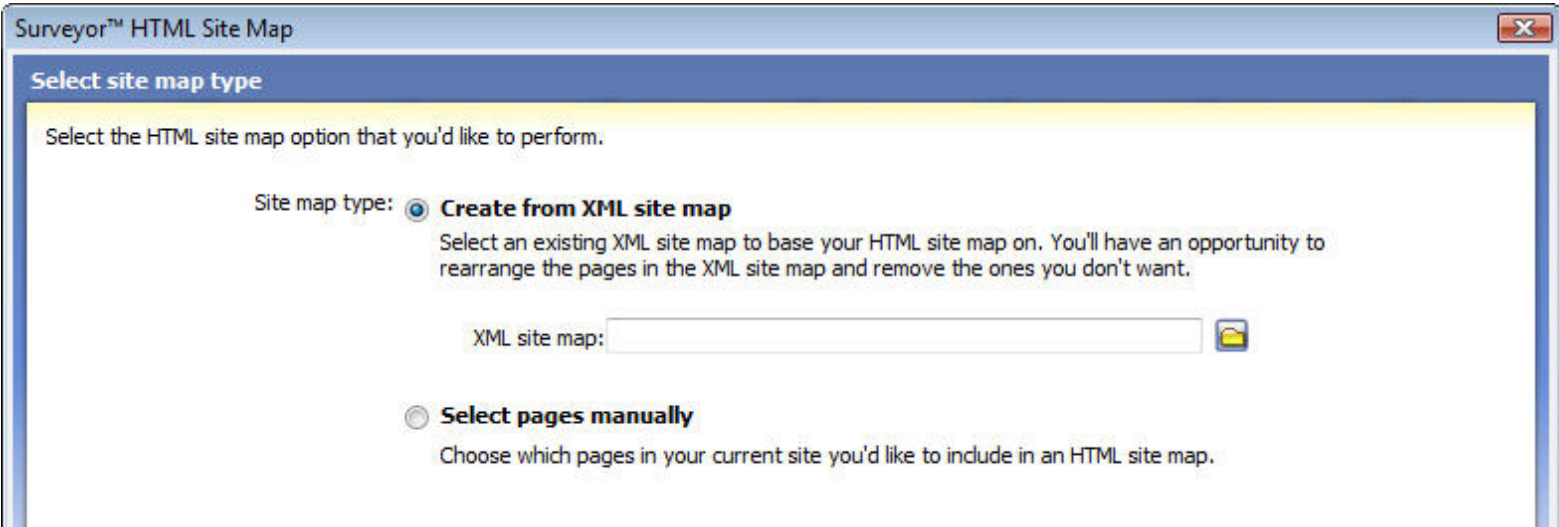 Surveyor™ HTML Site Map
Select site map type
Select the HTML site map option that you'd like to perform.
Site map type: Create from XML site map
Select an existing XML site map to base your HTML site map on. You'll have an opportunity to
rearrange the pages in the XML site map and remove the ones you don't want.
XML site map:
Select pages manually
Choose which pages in your current site you'd like to include in an HTML site map.